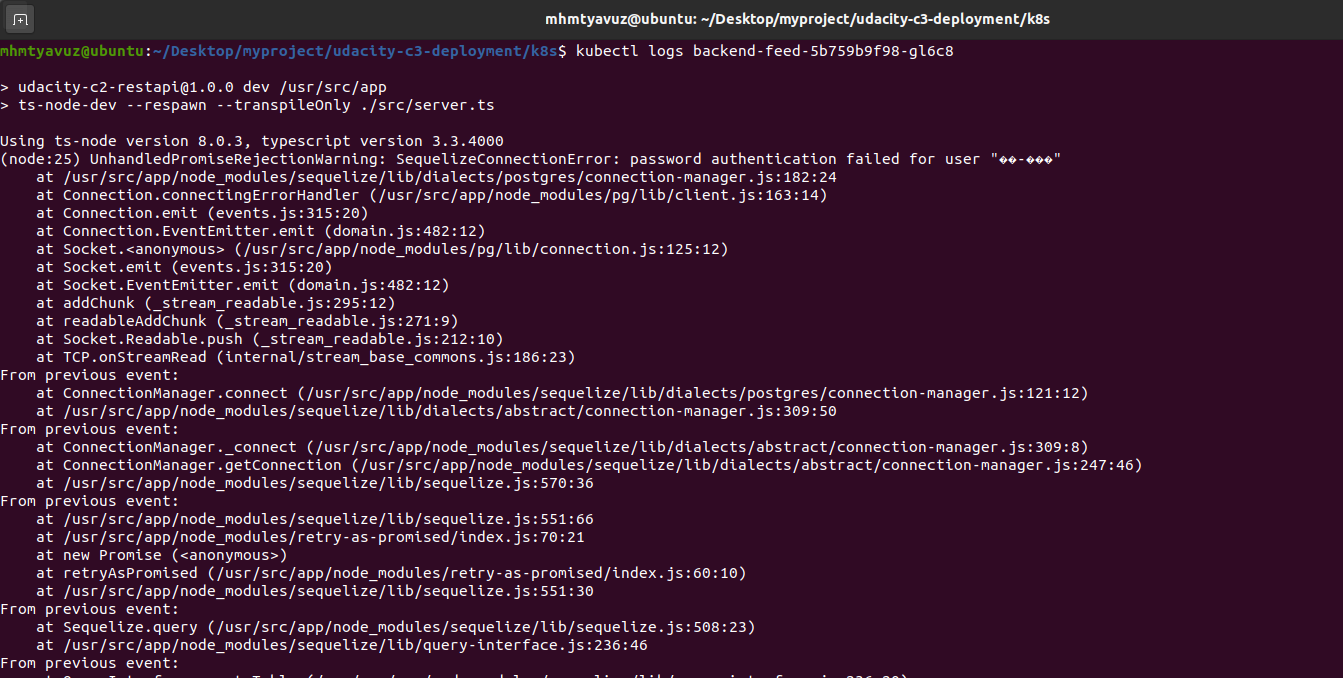 mhmtyavuz@ubuntu: ~/Desktop/myproject/udacity-c3-deployment/k8s
mhmtyavuz@ubuntu:~/Desktop/myproject/udacity-c3-deployment/k8s$ kubectl logs backend-feed-5b759b9f98-gl6c8
> udacity-c2-restapi@1.0.0 dev /usr/src/app
> ts-node-dev --respawn --transpileOnly ./src/server.ts
Using ts-node version 8.0.3, typescript version 3.3.4000
(node:25) UnhandledPromiseRejectionWarning: SequelizeConnectionError: password authentication failed for user "��-���"
at /usr/src/app/node_modules/sequelize/lib/dialects/postgres/connection-manager.js:182:24
at Connection.connectingErrorHandler (/usr/src/app/node_modules/pg/lib/client.js:163:14)
at Connection.emit (events.js:315:20)
at Connection.EventEmitter.emit (domain.js:482:12)
at Socket.<anonymous> (/usr/src/app/node_modules/pg/lib/connection.js:125:12)
at Socket.emit (events.js:315:20)
at Socket.EventEmitter.emit (domain.js:482:12)
at addChunk (_stream_readable.js:295:12)
at readableAddChunk (_stream_readable.js:271:9)
at Socket.Readable.push (_stream_readable.js:212:10)
at TCP.onStreamRead (internal/stream_base_commons.js:186:23)
From previous event:
at ConnectionManager.connect (/usr/src/app/node_modules/sequelize/lib/dialects/postgres/connection-manager.js:121:12)
at /usr/src/app/node_modules/sequelize/lib/dialects/abstract/connection-manager.js:309:50
From previous event:
at ConnectionManager._connect (/usr/src/app/node_modules/sequelize/lib/dialects/abstract/connection-manager.js:309:8)
at ConnectionManager.getConnection (/usr/src/app/node_modules/sequelize/lib/dialects/abstract/connection-manager.js:247:46)
at /usr/src/app/node_modules/sequelize/lib/sequelize.js:570:36
From previous event:
at /usr/src/app/node_modules/sequelize/lib/sequelize.js:551:66
at /usr/src/app/node_modules/retry-as-promised/index.js:70:21
at new Promise (<anonymous>)
at retryAsPromised (/usr/src/app/node_modules/retry-as-promised/index.js:60:10)
at /usr/src/app/node_modules/sequelize/lib/sequelize.js:551:30
From previous event:
at Sequelize.query (/usr/src/app/node_modules/sequelize/lib/sequelize.js:508:23)
at /usr/src/app/node_modules/sequelize/lib/query-interface.js:236:46
From previous event: